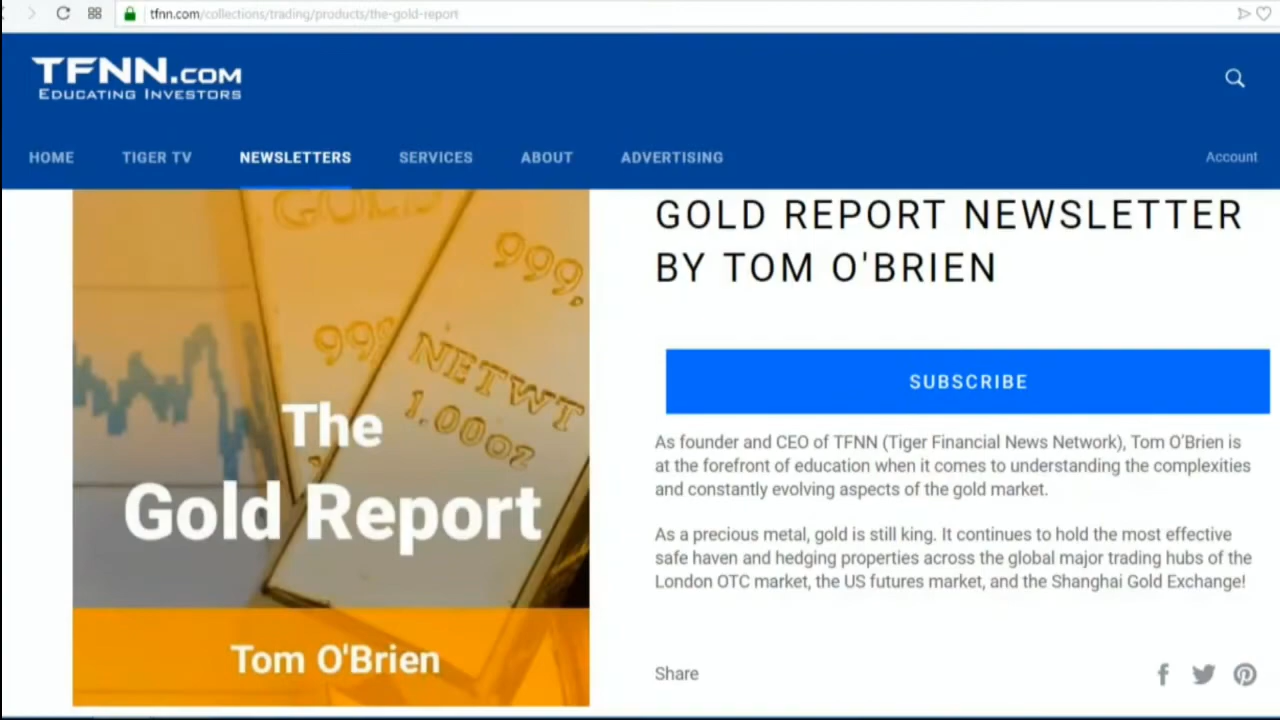 tfnn.com/collections/trading/products/the-gold-report
TFNN.COM
EDUCATING INVESTORS
HOME TIGER TV NEWSLETTERS SERVICES ABOUT ADVERTISING Account
GOLD
999.
999
NETWT
1.00OZ
The
Gold Report
Tom O'Brien
GOLD REPORT NEWSLETTER
BY TOM O'BRIEN
SUBSCRIBE
As founder and CEO of TFNN (Tiger Financial News Network), Tom O'Brien is
at the forefront of education when it comes to understanding the complexities
and constantly evolving aspects of the gold market.
As a precious metal, gold is still king. It continues to hold the most effective
safe haven and hedging properties across the global major trading hubs of the
London OTC market, the US futures market, and the Shanghai Gold Exchange!
Share